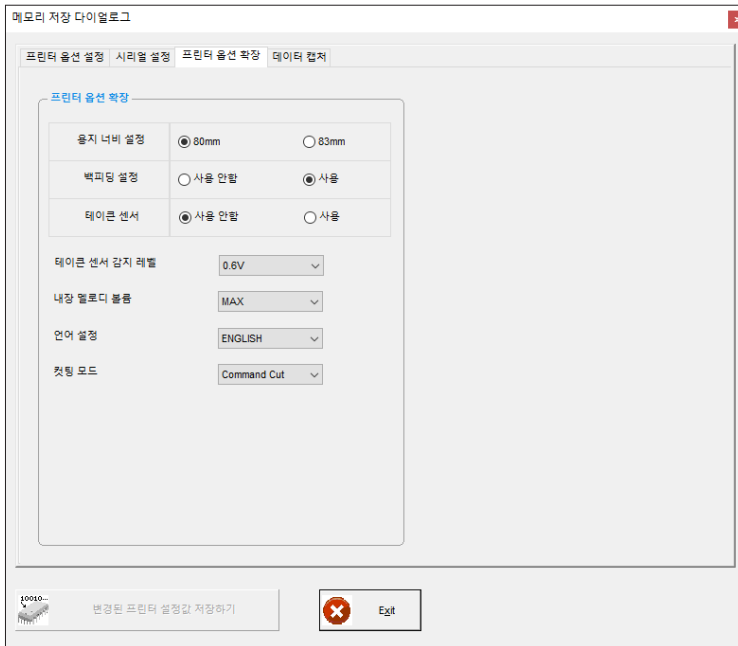 메모리 저장 다이얼로그
프린터 옵션 설정 시리얼 설정 프린터 옵션 확장 데이터 캡처
프린터 옵션 확장
용지 너비 설정 80mm 83mm
백피딩 설정 사용 안함 사용
테이큰 센서 사용 안함 사용
테이큰 센서 감지 레벨 0.6V
내장 멜로디 볼륨 MAX
언어 설정 ENGLISH
컷팅 모드 Command Cut
10010...
변경된 프린터 설정값 저장하기 Exit